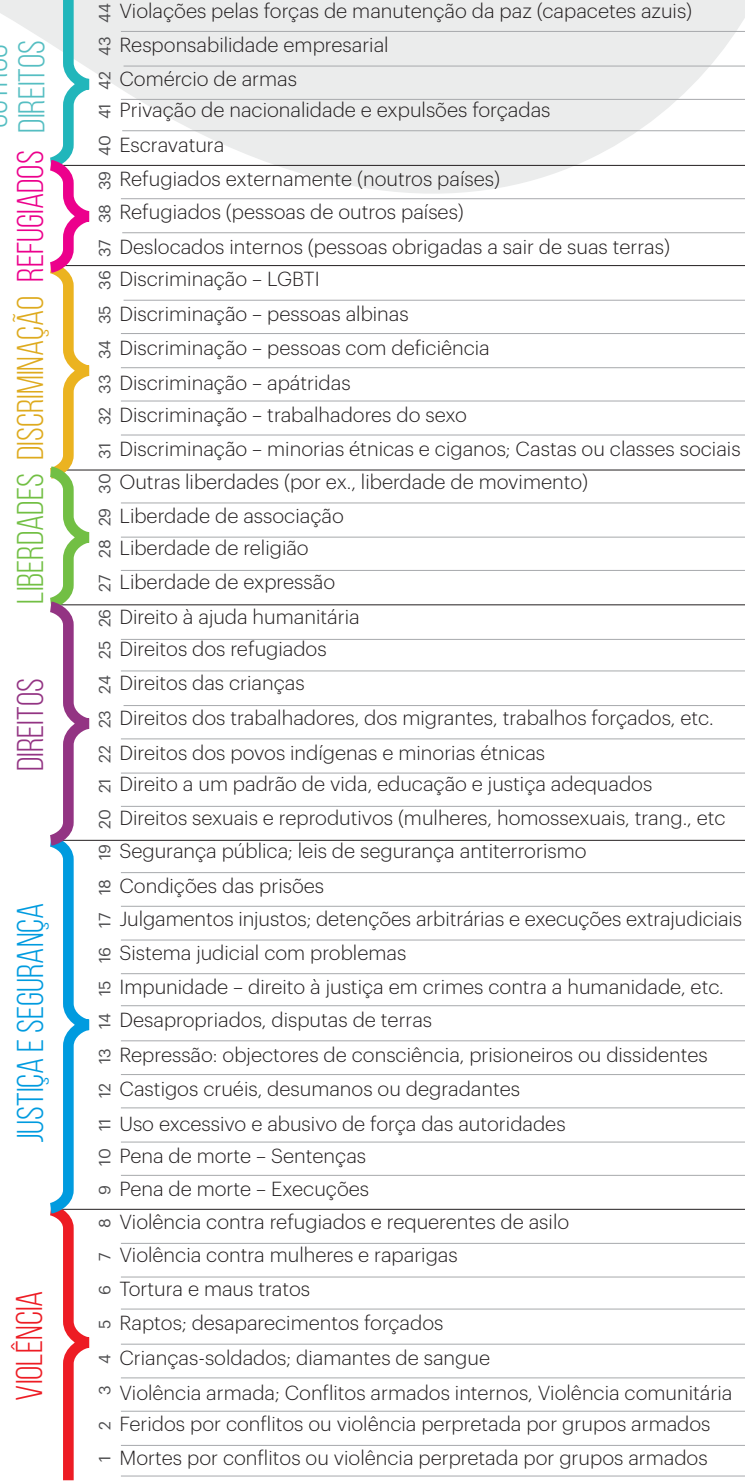 OUTROS
DIREITOS
44 Violações pelas forças de manutenção da paz (capacetes azuis)
43 Responsabilidade empresarial
42 Comércio de armas
41 Privação de nacionalidade e expulsões forçadas
40 Escravatura
REFUGIADOS
39 Refugiados externamente (noutros países)
38 Refugiados (pessoas de outros países)
37 Deslocados internos (pessoas obrigadas a sair de suas terras)
DISCRIMINAÇÃO
36 Discriminação – LGBTI
35 Discriminação – pessoas albinas
34 Discriminação – pessoas com deficiência
33 Discriminação – apátridas
32 Discriminação – trabalhadores do sexo
31 Discriminação – minorias étnicas e ciganos; Castas ou classes sociais
LIBERDADES
30 Outras liberdades (por ex., liberdade de movimento)
29 Liberdade de associação
28 Liberdade de religião
27 Liberdade de expressão
DIREITOS
26 Direito à ajuda humanitária
25 Direitos dos refugiados
24 Direitos das crianças
23 Direitos dos trabalhadores, dos migrantes, trabalhos forçados, etc.
22 Direitos dos povos indígenas e minorias étnicas
21 Direito a um padrão de vida, educação e justiça adequados
20 Direitos sexuais e reprodutivos (mulheres, homossexuais, trang., etc
JUSTIÇA E SEGURANÇA
19 Segurança pública; leis de segurança antiterrorismo
18 Condições das prisões
17 Julgamentos injustos; detenções arbitrárias e execuções extrajudiciais
16 Sistema judicial com problemas
15 Impunidade – direito à justiça em crimes contra a humanidade, etc.
14 Desapropriados, disputas de terras
13 Repressão: objectores de consciência, prisioneiros ou dissidentes
12 Castigos cruéis, desumanos ou degradantes
11 Uso excessivo e abusivo de força das autoridades
10 Pena de morte – Sentenças
9 Pena de morte – Execuções
VIOLÊNCIA
8 Violência contra refugiados e requerentes de asilo
7 Violência contra mulheres e raparigas
6 Tortura e maus tratos
5 Raptos; desaparecimentos forçados
4 Crianças-soldados; diamantes de sangue
3 Violência armada; Conflitos armados internos, Violência comunitária
2 Feridos por conflitos ou violência perpretada por grupos armados
1 Mortes por conflitos ou violência perpretada por grupos armados